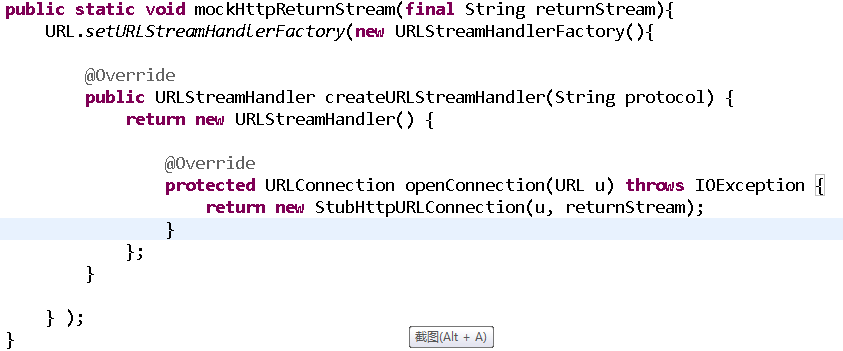 public static void mockHttpReturnStream(final String returnStream){
    URL.setURLStreamHandlerFactory(new URLStreamHandlerFactory(){
        @Override
        public URLStreamHandler createURLStreamHandler(String protocol) {
            return new URLStreamHandler() {
                @Override
                protected URLConnection openConnection(URL u) throws IOException {
                    return new StubHttpURLConnection(u, returnStream);
                }
            };
        }
    } );
截图(Alt + A)
}